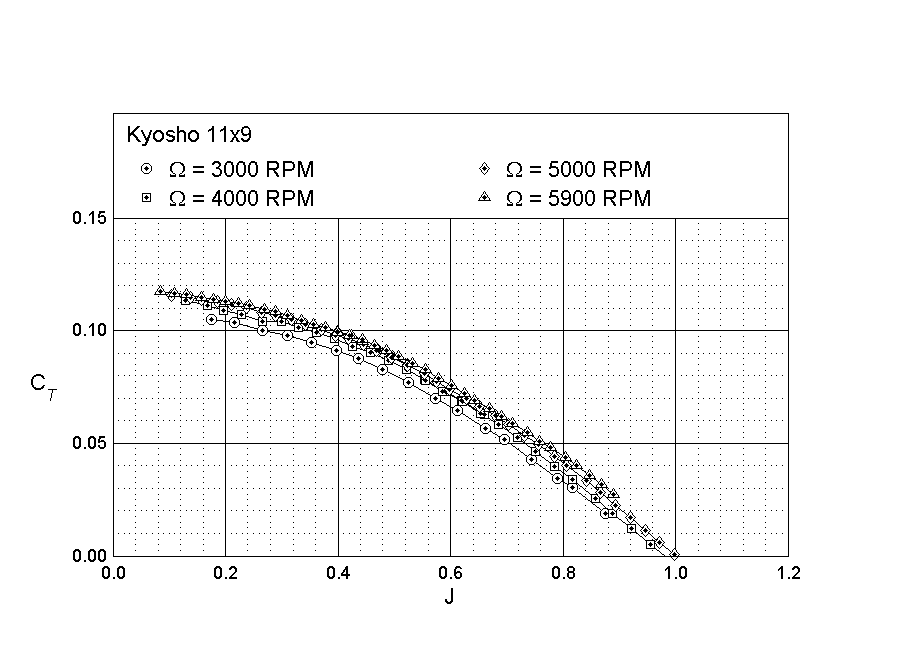 Kyosho 11x9
Ω = 3000 RPM
Ω = 5000 RPM
Ω = 4000 RPM
Ω = 5900 RPM
0.15
0.10
C_T
0.05
0.00
0.0 0.2 0.4 0.6 0.8 1.0 1.2
J